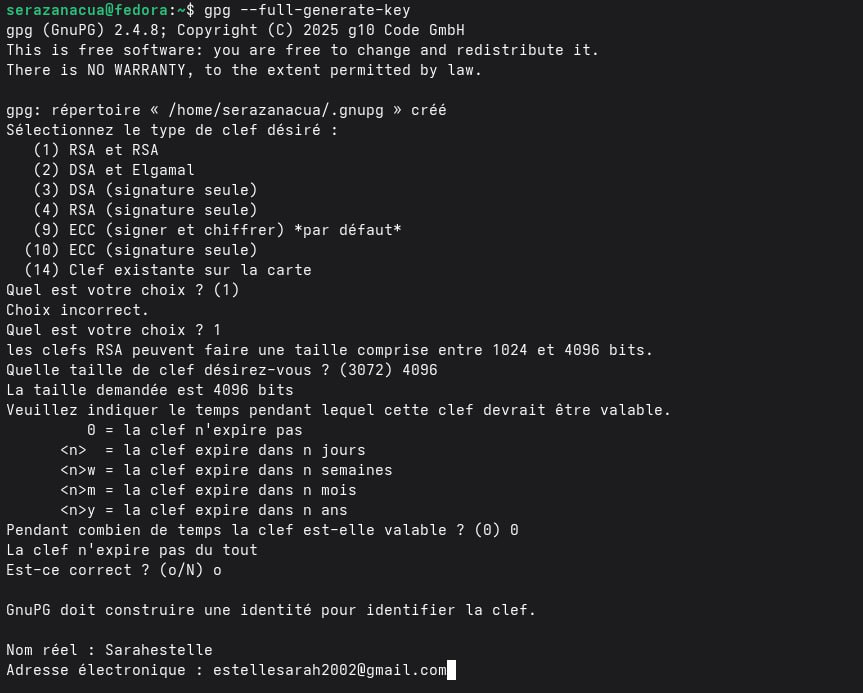 serazanacua@fedora:~$ gpg --full-generate-key
gpg (GnuPG) 2.4.8; Copyright (C) 2025 g10 Code GmbH
This is free software: you are free to change and redistribute it.
There is NO WARRANTY, to the extent permitted by law.
gpg: répertoire « /home/serazanacua/.gnupg » créé
Sélectionnez le type de clef désiré :
(1) RSA et RSA
(2) DSA et Elgamal
(3) DSA (signature seule)
(4) RSA (signature seule)
(9) ECC (signer et chiffrer) *par défaut*
(10) ECC (signature seule)
(14) Clef existante sur la carte
Quel est votre choix ? (1)
Choix incorrect.
Quel est votre choix ? 1
les clefs RSA peuvent faire une taille comprise entre 1024 et 4096 bits.
Quelle taille de clef désirez-vous ? (3072) 4096
La taille demandée est 4096 bits
Veuillez indiquer le temps pendant lequel cette clef devrait être valable.
0 = la clef n'expire pas
<n>  = la clef expire dans n jours
<n>w = la clef expire dans n semaines
<n>m = la clef expire dans n mois
<n>y = la clef expire dans n ans
Pendant combien de temps la clef est-elle valable ? (0) 0
La clef n'expire pas du tout
Est-ce correct ? (o/N) o
GnuPG doit construire une identité pour identifier la clef.
Nom réel : Sarahestelle
Adresse électronique : estellesarah2002@gmail.com